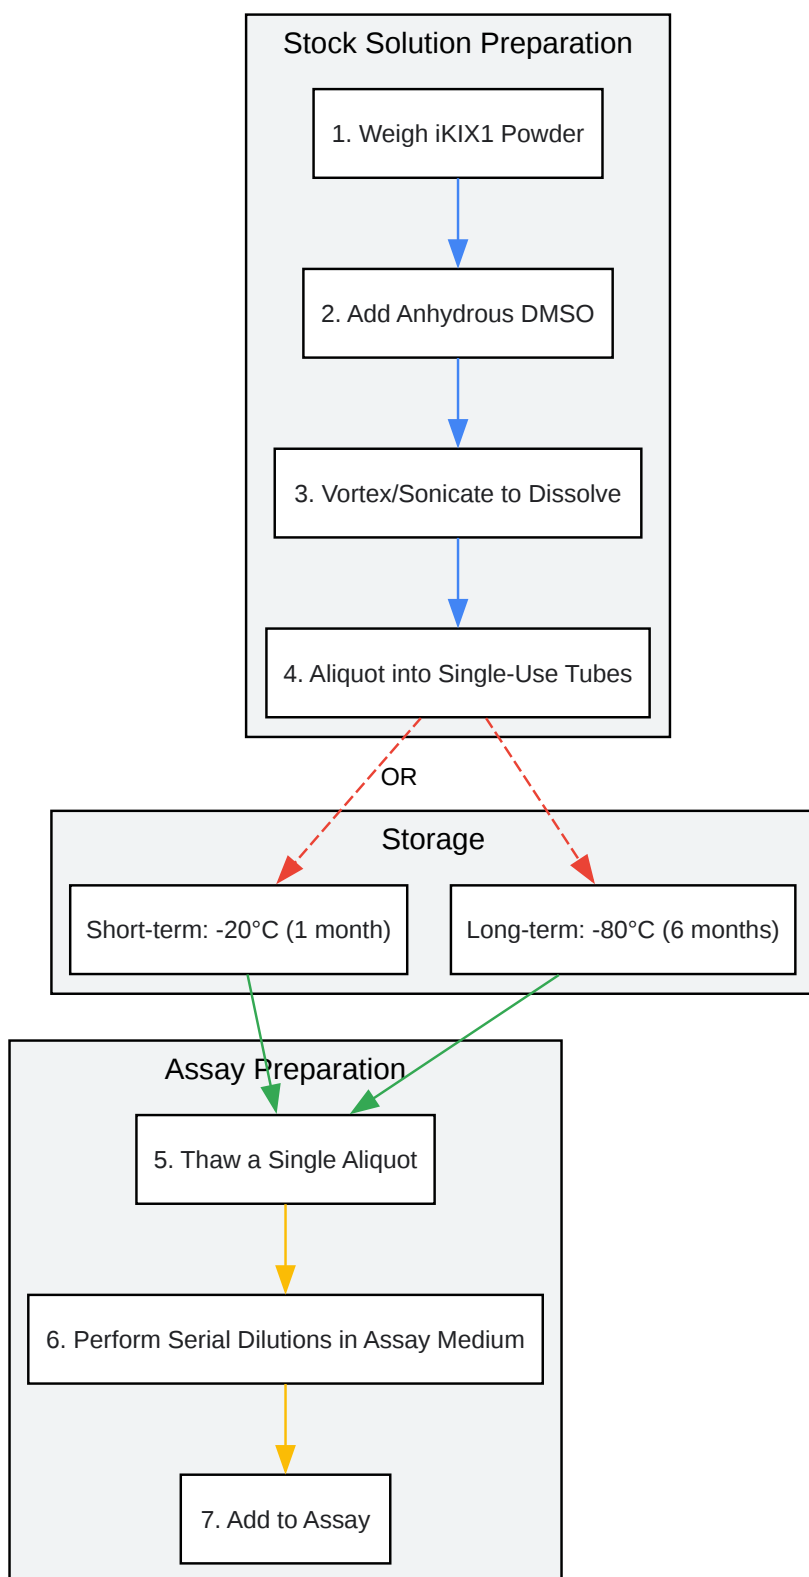 Stock Solution Preparation
1. Weigh iKIX1 Powder
2. Add Anhydrous DMSO
3. Vortex/Sonicate to Dissolve
4. Aliquot into Single-Use Tubes
OR
Storage
Short-term: -20°C (1 month)
Long-term: -80°C (6 months)
Assay Preparation
5. Thaw a Single Aliquot
6. Perform Serial Dilutions in Assay Medium
7. Add to Assay